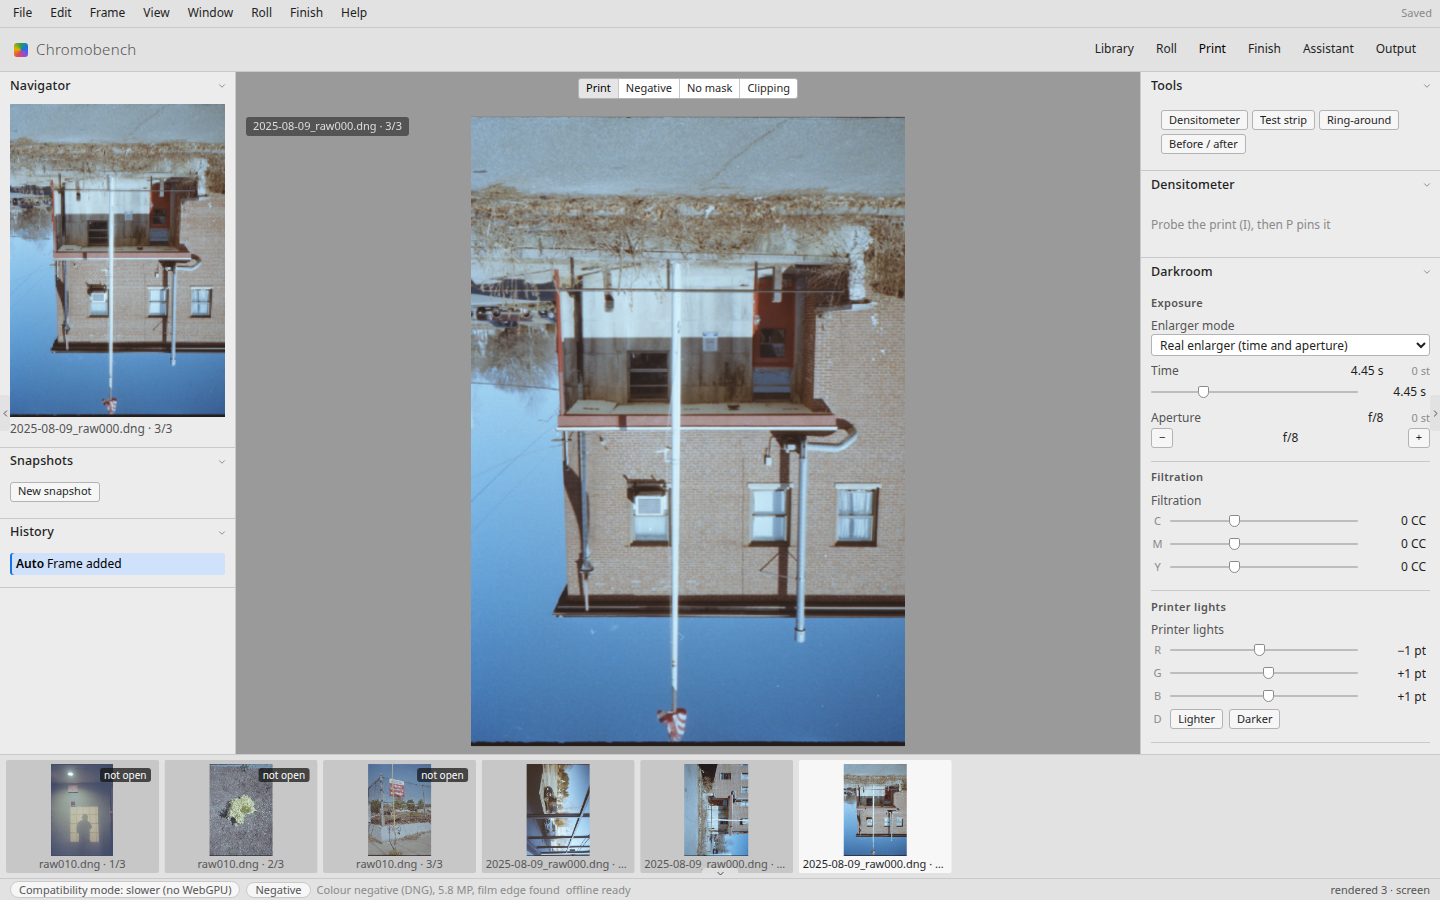 File Edit Frame View Window Roll Finish Help Saved
Chromobench Library Roll Print Finish Assistant Output
Navigator
2025-08-09_raw000.dng · 3/3
Snapshots
New snapshot
History
Auto Frame added
Print Negative No mask Clipping
2025-08-09_raw000.dng · 3/3
Tools
Densitometer Test strip Ring-around
Before / after
Densitometer
Probe the print (I), then P pins it
Darkroom
Exposure
Enlarger mode
Real enlarger (time and aperture)
Time 4.45 s 0 st
4.45 s
Aperture f/8 0 st
− f/8 +
Filtration
Filtration
C 0 CC
M 0 CC
Y 0 CC
Printer lights
Printer lights
R −1 pt
G +1 pt
B +1 pt
D Lighter Darker
not open not open not open
raw010.dng · 1/3 raw010.dng · 2/3 raw010.dng · 3/3 2025-08-09_raw000.dng · ... 2025-08-09_raw000.dng · ... 2025-08-09_raw000.dng · ...
Compatibility mode: slower (no WebGPU) Negative Colour negative (DNG), 5.8 MP, film edge found offline ready rendered 3 · screen